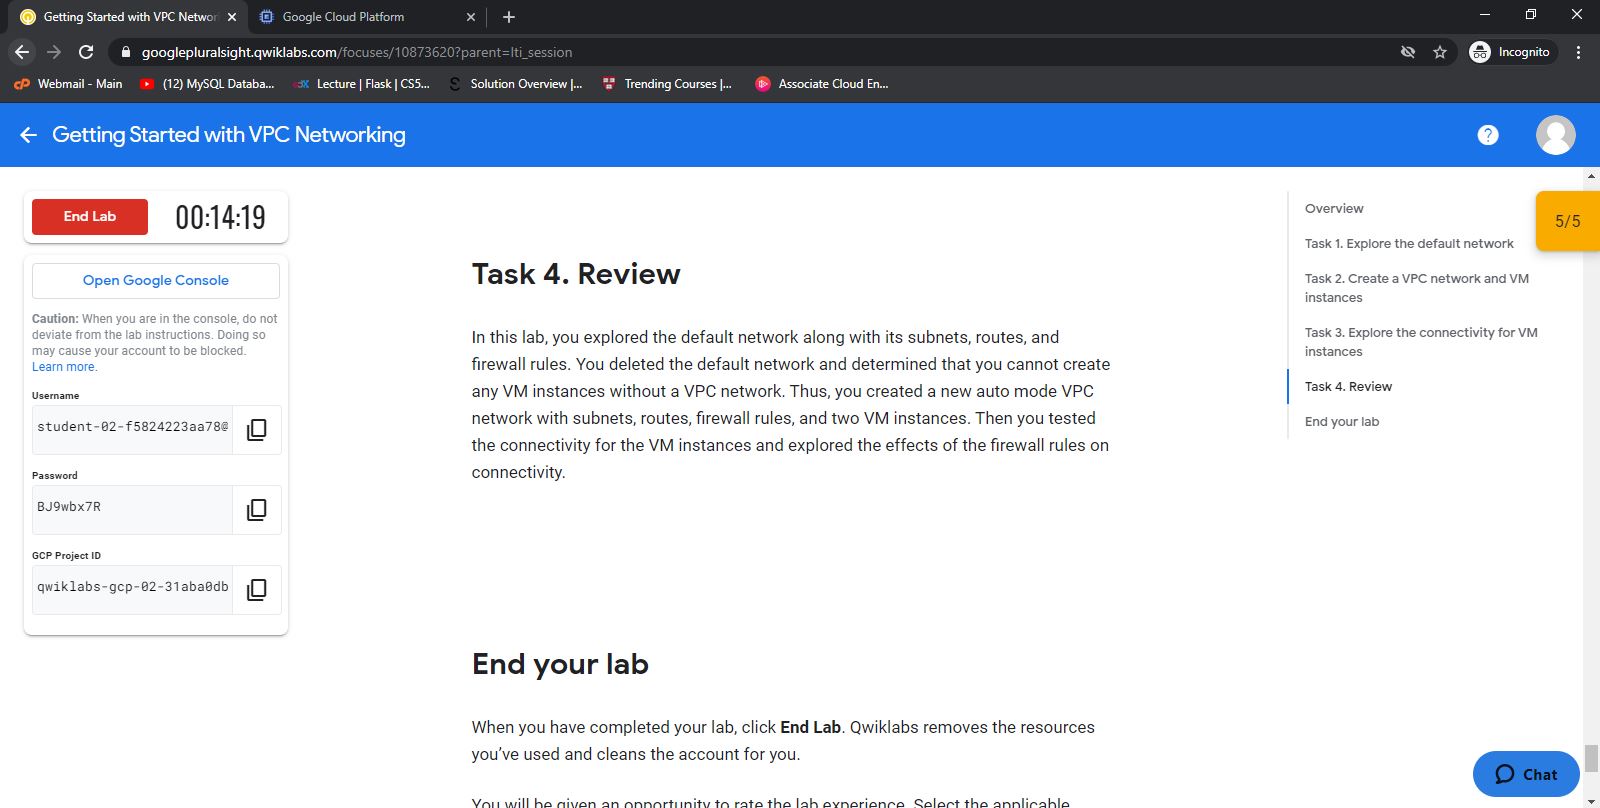 Getting Started with VPC Networ
Google Cloud Platform
googlepluralsight.qwiklabs.com/focuses/10873620?parent=lti_session
Incognito
Webmail - Main
(12) MySQL Databa...
Lecture | Flask | CS5...
Solution Overview |...
Trending Courses |...
Associate Cloud En...
Getting Started with VPC Networking
End Lab
00:14:19
Open Google Console
Caution: When you are in the console, do not
deviate from the lab instructions. Doing so
may cause your account to be blocked.
Learn more.
Username
student-02-f5824223aa78@
Password
BJ9wbx7R
GCP Project ID
qwiklabs-gcp-02-31aba0db
Task 4. Review
In this lab, you explored the default network along with its subnets, routes, and
firewall rules. You deleted the default network and determined that you cannot create
any VM instances without a VPC network. Thus, you created a new auto mode VPC
network with subnets, routes, firewall rules, and two VM instances. Then you tested
the connectivity for the VM instances and explored the effects of the firewall rules on
connectivity.
End your lab
When you have completed your lab, click End Lab. Qwiklabs removes the resources
you've used and cleans the account for you.
You will be given an opportunity to rate the lab experience. Select the applicable
Overview
Task 1. Explore the default network
Task 2. Create a VPC network and VM
instances
Task 3. Explore the connectivity for VM
instances
Task 4. Review
End your lab
5/5
Chat